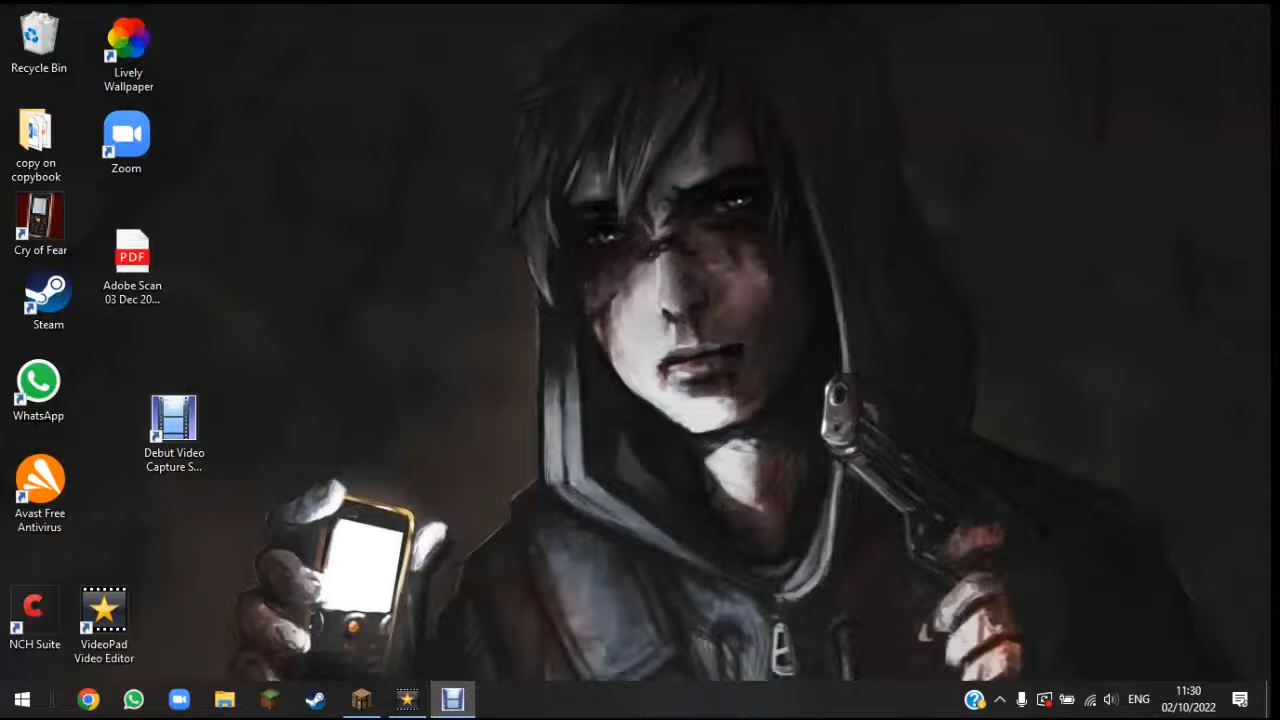 Recycle Bin
Lively
Wallpaper
copy on
copybook
Zoom
Cry of Fear
PDF
Adobe Scan
03 Dec 20...
Steam
WhatsApp
Debut Video
Capture S...
Avast Free
Antivirus
NCH Suite
VideoPad
Video Editor
ENG
11:30
02/10/2022